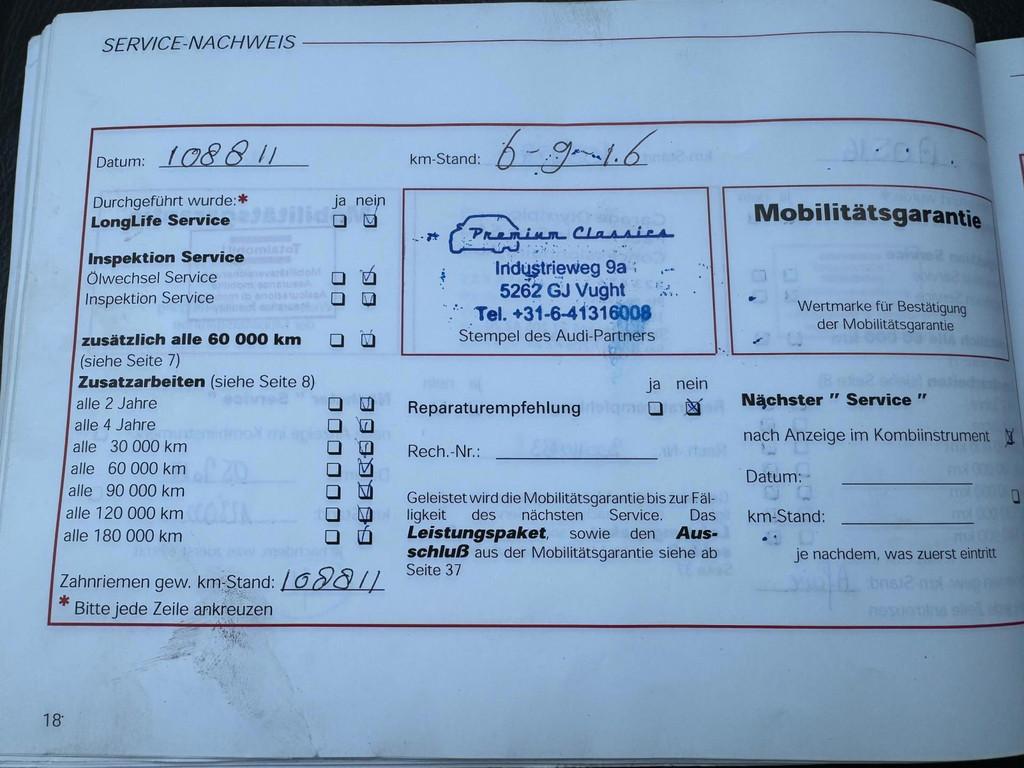 SERVICE-NACHWEIS
Datum: 108811
km-Stand: 6-9-16
Durchgeführt wurde:* ja nein
LongLife Service
Inspektion Service
Ölwechsel Service
Inspektion Service
zusätzlich alle 60 000 km
(siehe Seite 7)
Zusatzarbeiten (siehe Seite 8)
alle 2 Jahre
alle 4 Jahre
alle 30 000 km
alle 60 000 km
alle 90 000 km
alle 120 000 km
alle 180 000 km
Zahnriemen gew. km-Stand: 108811
* Bitte jede Zeile ankreuzen
Premium Classics
Industrieweg 9a
5262 GJ Vught
Tel. +31-6-41316008
Stempel des Audi-Partners
Mobilitätsgarantie
Wertmarke für Bestätigung
der Mobilitätsgarantie
ja nein
Reparaturempfehlung
Rech.-Nr.:
Geleistet wird die Mobilitätsgarantie bis zur Fäl-
ligkeit des nächsten Service. Das
Leistungspaket, sowie den Aus-
schluß aus der Mobilitätsgarantie siehe ab
Seite 37
Nächster " Service "
nach Anzeige im Kombiinstrument
Datum:
km-Stand:
je nachdem, was zuerst eintritt
18